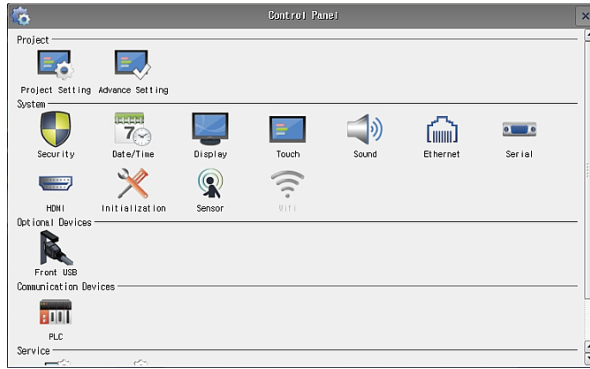 Control Panel
Project
Project Setting Advance Setting
System
7
Security Date/Time Display Touch Sound Ethernet Serial
HDMI Initialization Sensor Wifi
Optional Devices
Front USB
Communication Devices
PLC
Service